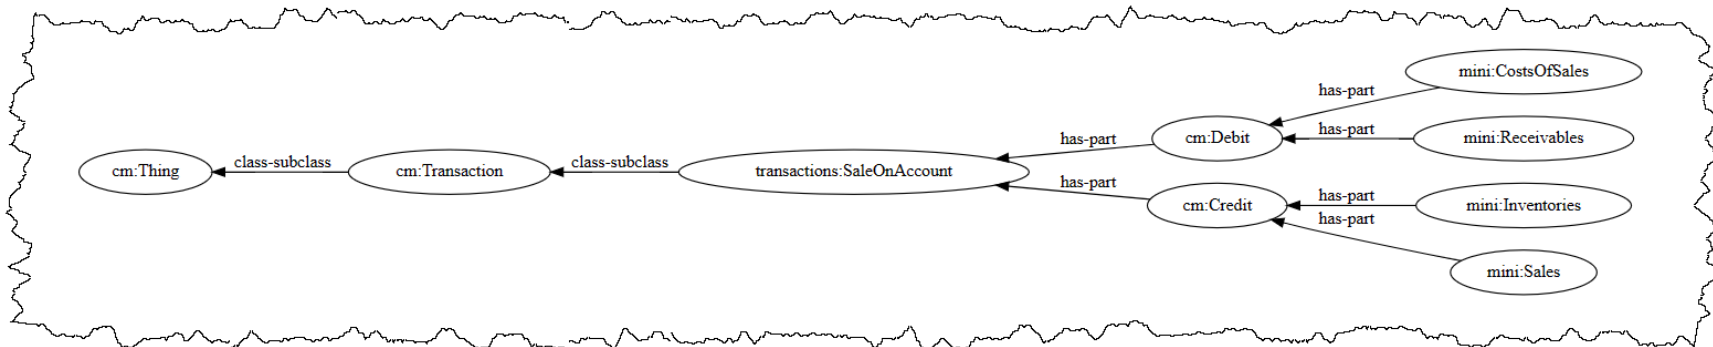 mini:CostsOfSales
has-part
has-part
mini:Receivables
cm:Debit
has-part
cm:Thing
class-subclass
cm:Transaction
class-subclass
transactions:SaleOnAccount
has-part
cm:Credit
has-part
mini:Inventories
has-part
mini:Sales